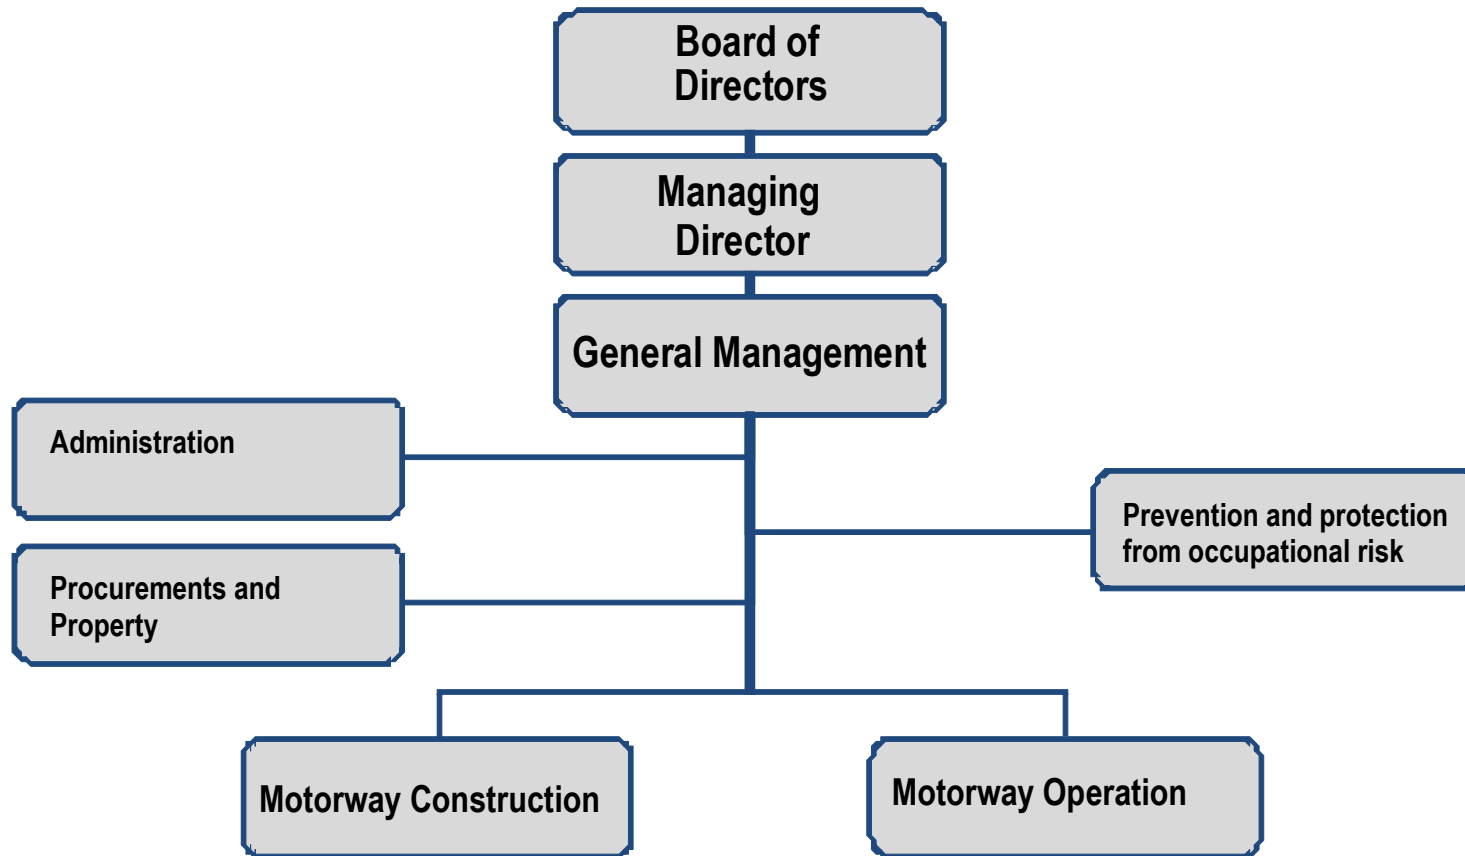 Board of
Directors
Managing
Director
General Management
Administration
Prevention and protection
from occupational risk
Procurements and
Property
Motorway Construction
Motorway Operation